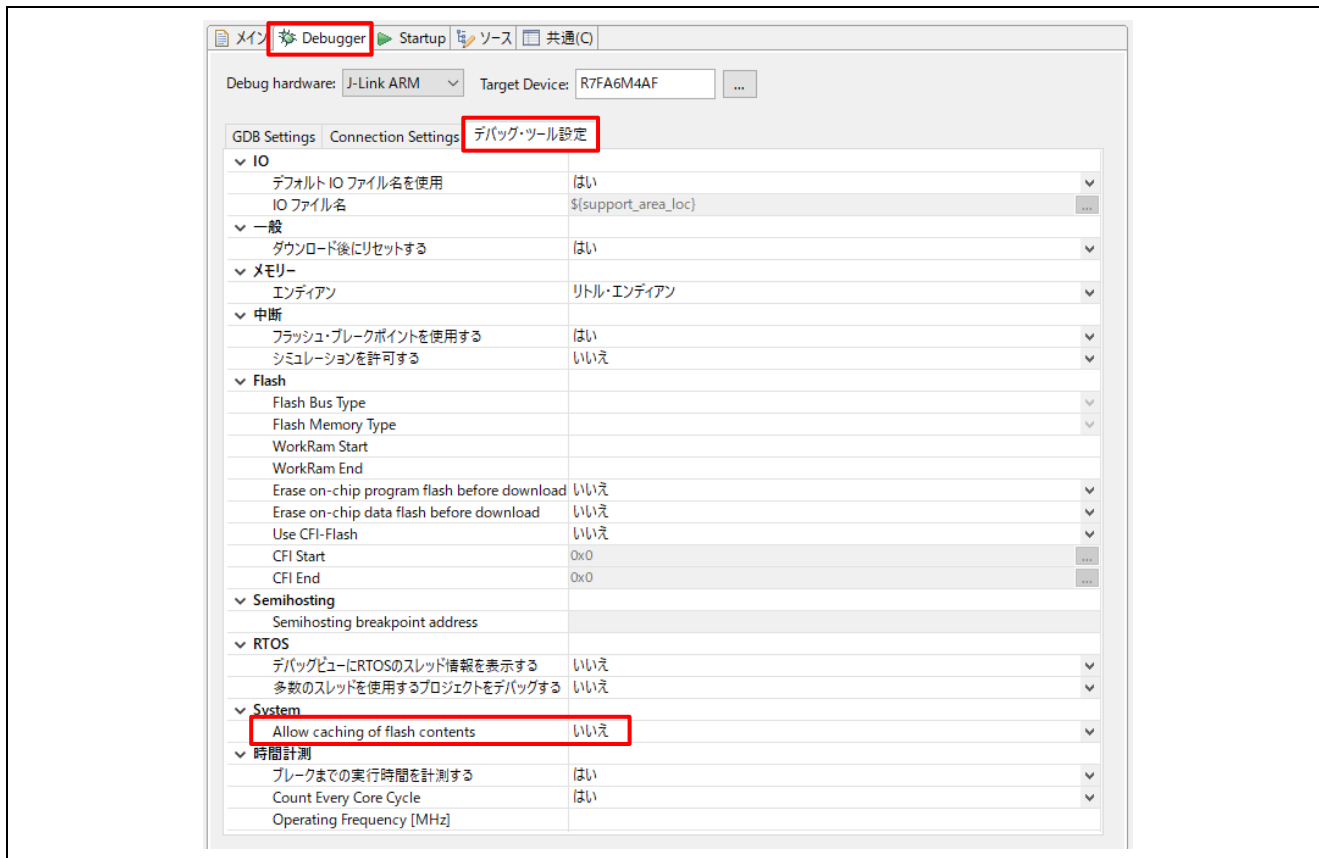 メイン Debugger Startup ソース 共通(C)
Debug hardware: J-Link ARM Target Device: R7FA6M4AF ...
GDB Settings Connection Settings デバッグ・ツール設定
IO
デフォルト IO ファイル名を使用 はい
IO ファイル名 ${support_area_loc} ...
一般
ダウンロード後にリセットする はい
メモリー
エンディアン リトル・エンディアン
中断
フラッシュ・ブレークポイントを使用する はい
シミュレーションを許可する いいえ
Flash
Flash Bus Type
Flash Memory Type
WorkRam Start
WorkRam End
Erase on-chip program flash before download いいえ
Erase on-chip data flash before download いいえ
Use CFI-Flash いいえ
CFI Start 0x0 ...
CFI End 0x0 ...
Semihosting
Semihosting breakpoint address
RTOS
デバッグビューにRTOSのスレッド情報を表示する いいえ
多数のスレッドを使用するプロジェクトをデバッグする いいえ
System
Allow caching of flash contents いいえ
時間計測
ブレークまでの実行時間を計測する はい
Count Every Core Cycle はい
Operating Frequency [MHz]